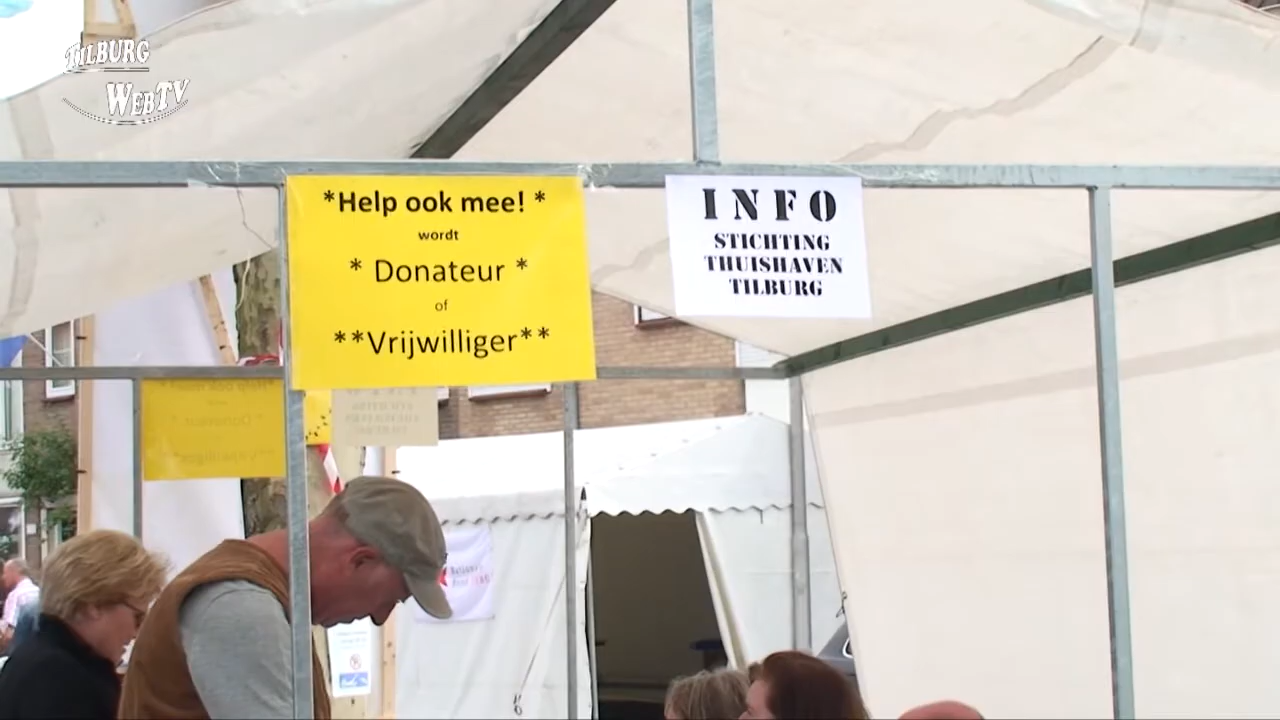 TILBURG
WEBTV
*Help ook mee! *
wordt
* Donateur *
of
**Vrijwilliger**
INFO
STICHTING
THUISHAVEN
TILBURG